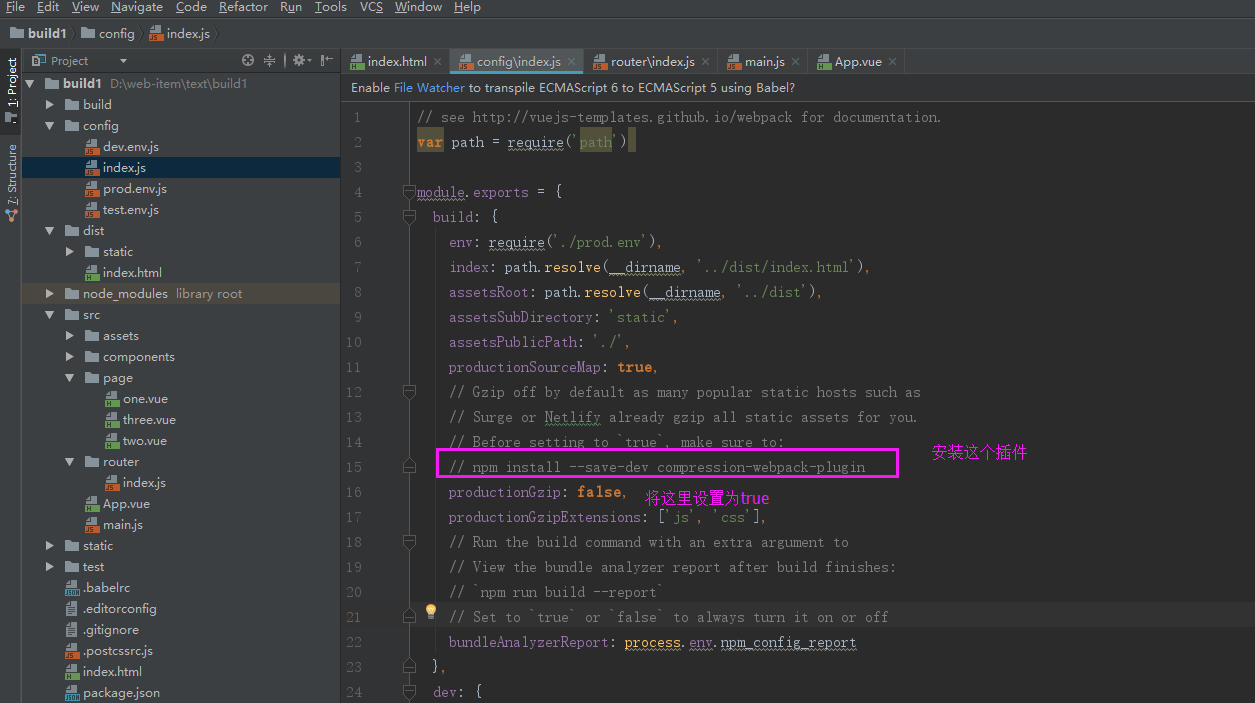 File Edit View Navigate Code Refactor Run Tools VCS Window Help
build1 config index.js
1: Project
7: Structure
Project
build1 D:\web-item\text\build1
build
config
dev.env.js
index.js
prod.env.js
test.env.js
dist
static
index.html
node_modules library root
src
assets
components
page
one.vue
three.vue
two.vue
router
index.js
App.vue
main.js
static
test
.babelrc
.editorconfig
.gitignore
.postcssrc.js
index.html
package.json
index.html config\index.js router\index.js main.js App.vue
Enable File Watcher to transpile ECMAScript 6 to ECMAScript 5 using Babel?
1 // see http://vuejs-templates.github.io/webpack for documentation.
2 var path = require('path')
3
4 module.exports = {
5 build: {
6 env: require('./prod.env'),
7 index: path.resolve(__dirname, '../dist/index.html'),
8 assetsRoot: path.resolve(__dirname, '../dist'),
9 assetsSubDirectory: 'static',
10 assetsPublicPath: './',
11 productionSourceMap: true,
12 // Gzip off by default as many popular static hosts such as
13 // Surge or Netlify already gzip all static assets for you.
14 // Before setting to `true`, make sure to:
15 // npm install --save-dev compression-webpack-plugin 安装这个插件
16 productionGzip: false, 将这里设置为true
17 productionGzipExtensions: ['js', 'css'],
18 // Run the build command with an extra argument to
19 // View the bundle analyzer report after build finishes:
20 // `npm run build --report`
21 // Set to `true` or `false` to always turn it on or off
22 bundleAnalyzerReport: process.env.npm_config_report
23 },
24 dev: {